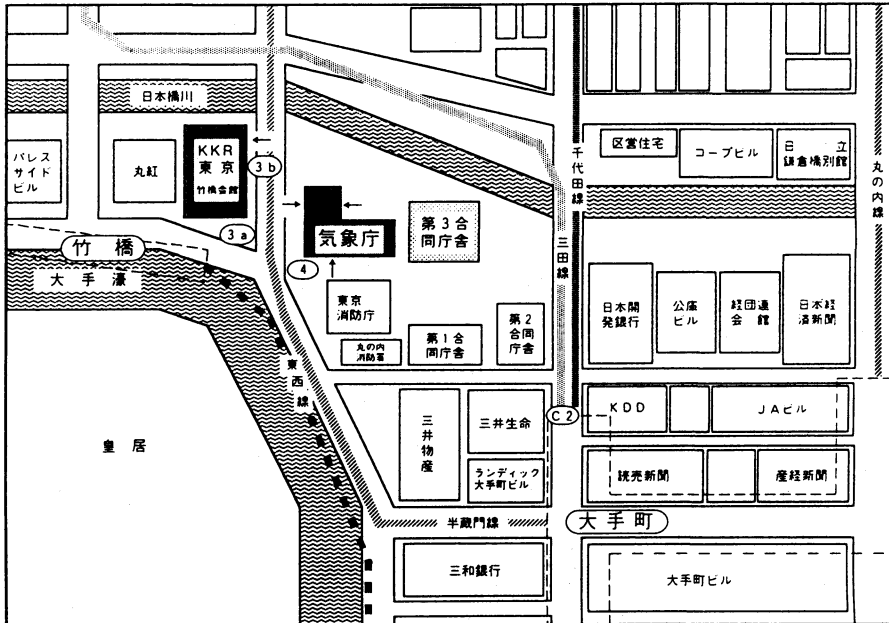 日本橋川
パレス
サイド
ビル
丸紅
KKR
東京
竹橋会館
3b
3a
竹橋
大手濠
気象庁
4
第3合
同庁舎
東京
消防庁
丸の内
消防署
第1合
同庁舎
第2
合同
庁舎
東西線
皇居
千代田線
三田線
区営住宅
コープビル
日立
鎌倉橋別館
丸の内線
日本開
発銀行
公庫
ビル
経団連
会館
日本経
済新聞
三井物産
三井生命
ランディック
大手町ビル
C2
KDD
JAビル
読売新聞
産経新聞
半蔵門線
大手町
三和銀行
大手町ビル